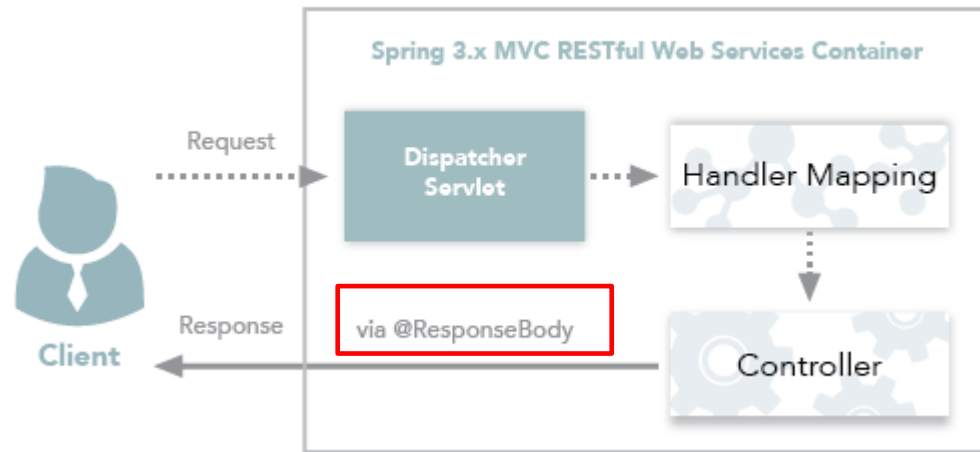 Spring 3.x MVC RESTful Web Services Container
Request
Dispatcher
Servlet
Handler Mapping
Response
via @ResponseBody
Client
Controller